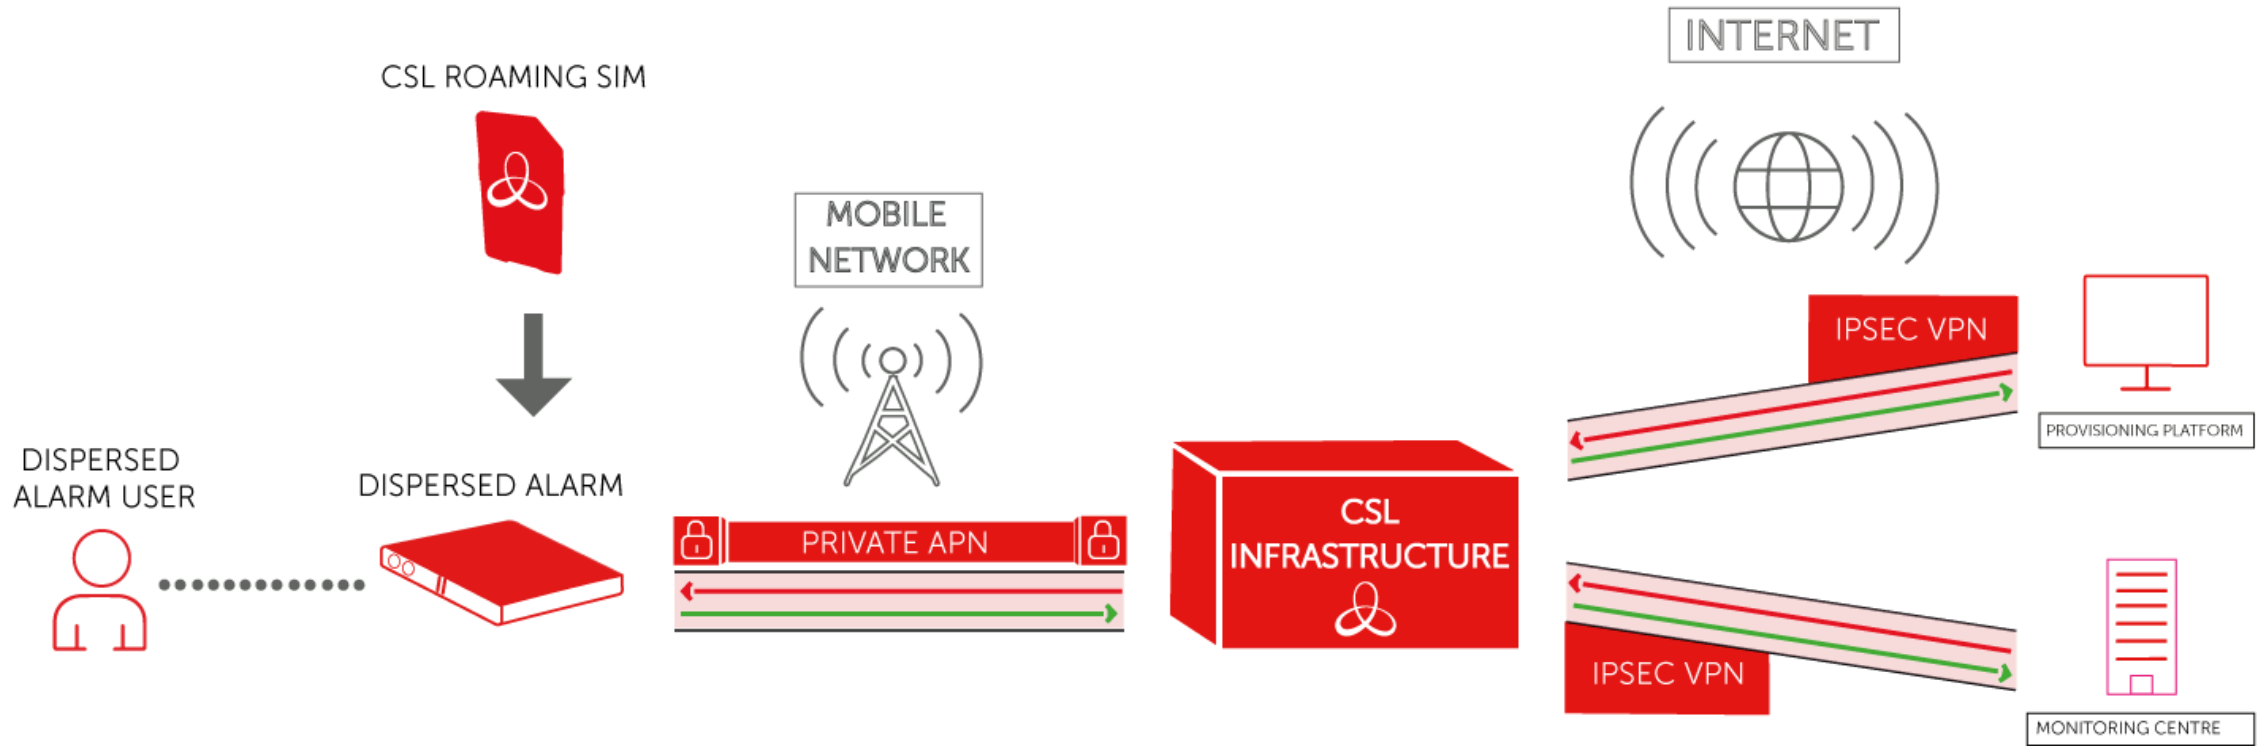 INTERNET
CSL ROAMING SIM
MOBILE
NETWORK
IPSEC VPN
PROVISIONING PLATFORM
DISPERSED
ALARM USER
DISPERSED ALARM
PRIVATE APN
CSL
INFRASTRUCTURE
IPSEC VPN
MONITORING CENTRE